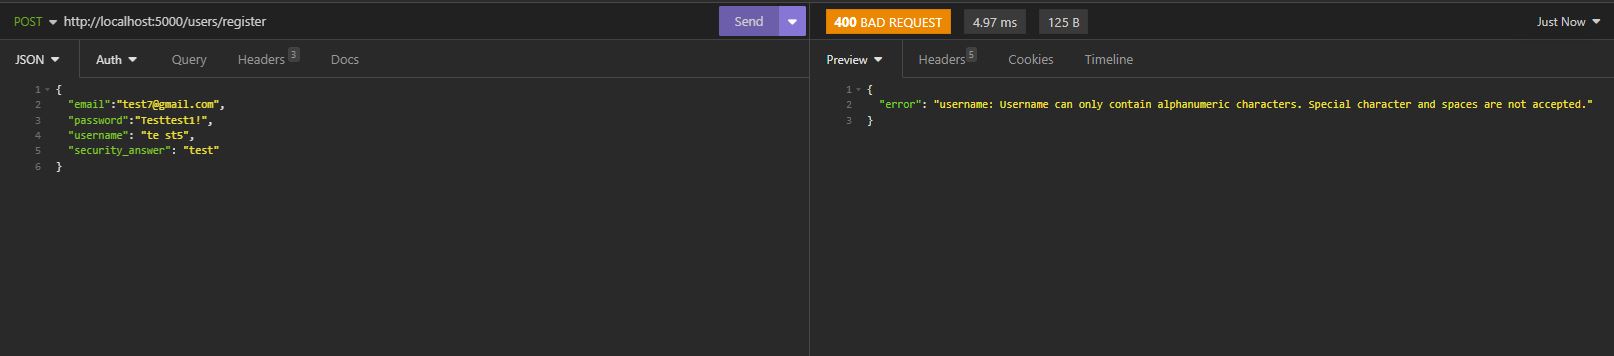 POST http://localhost:5000/users/register Send 400 BAD REQUEST 4.97 ms 125 B Just Now
JSON Auth Query Headers 3 Docs Preview Headers 5 Cookies Timeline
1 {
2 "email":"test7@gmail.com",
3 "password":"Testtest1!",
4 "username": "te st5",
5 "security_answer": "test"
6 }
1 {
2 "error": "username: Username can only contain alphanumeric characters. Special character and spaces are not accepted."
3 }